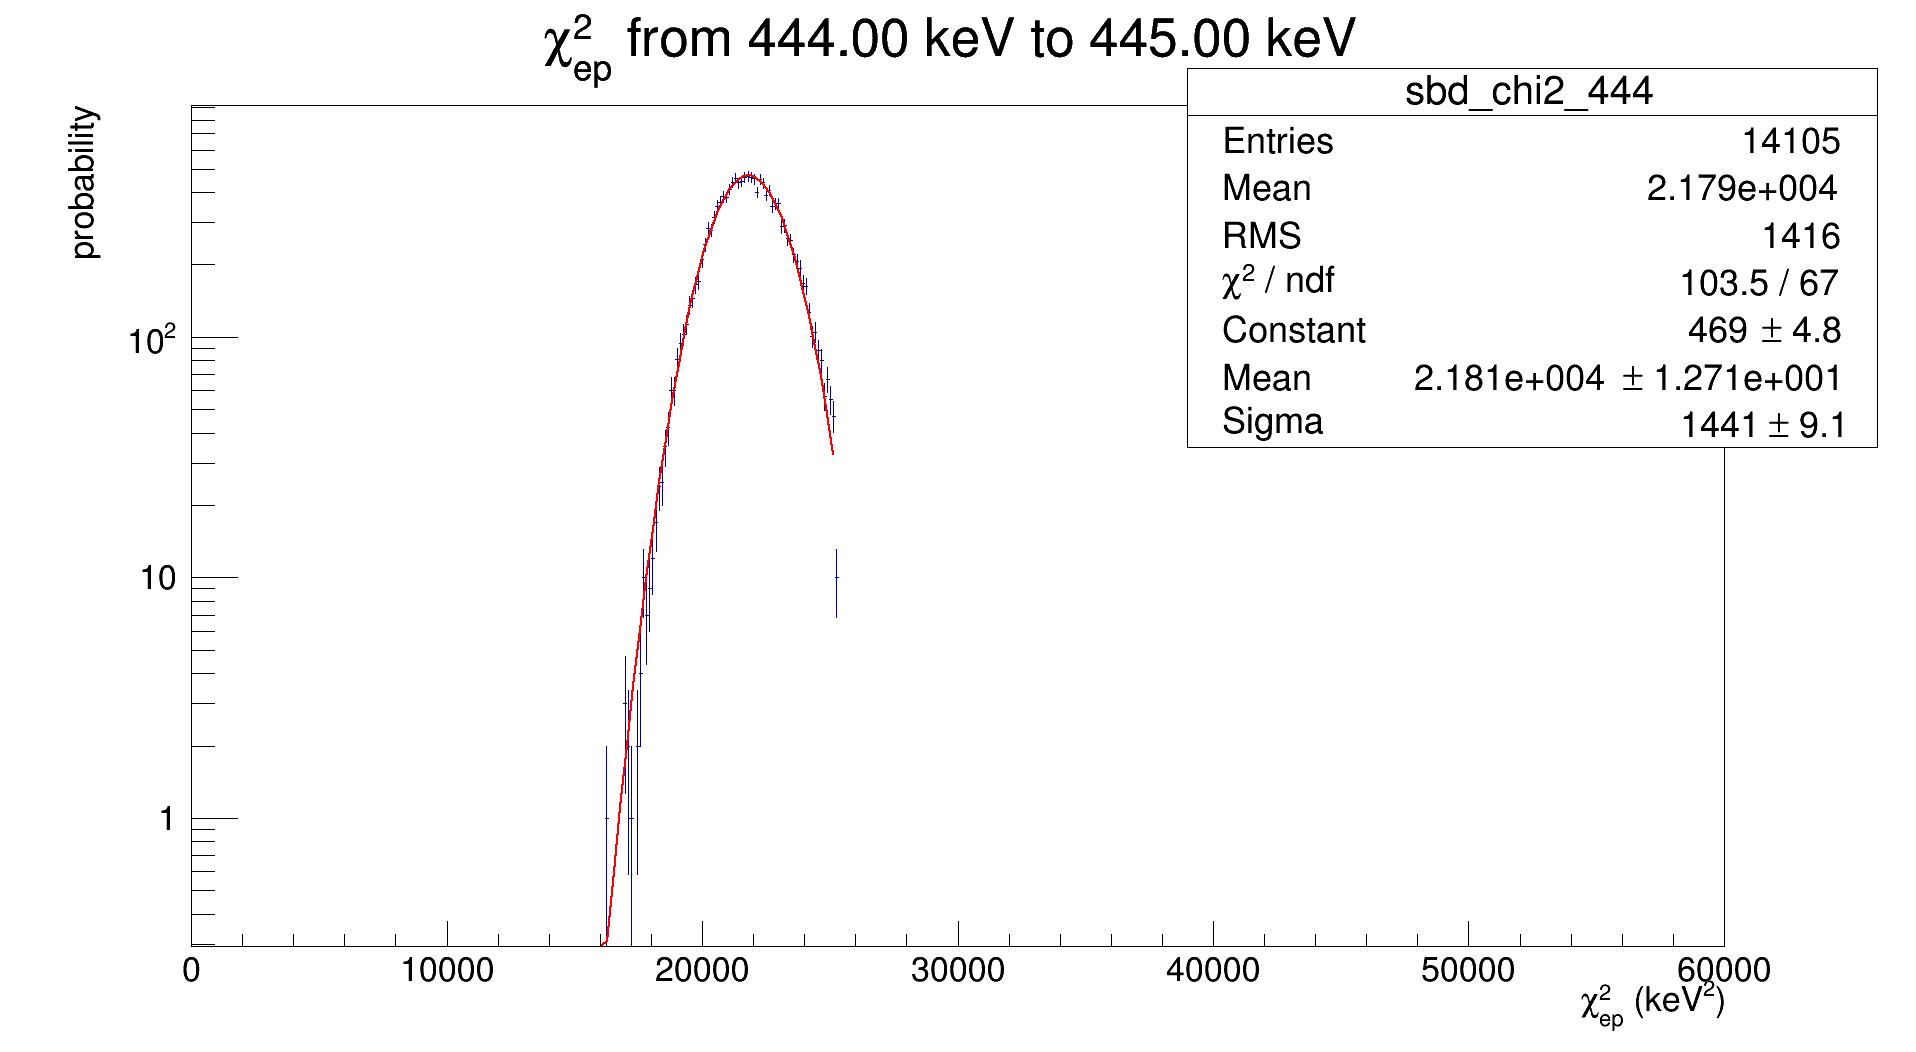 χ²ep from 444.00 keV to 445.00 keV
probability
sbd_chi2_444
Entries 14105
Mean 2.179e+004
RMS 1416
χ² / ndf 103.5 / 67
Constant 469 ± 4.8
Mean 2.181e+004 ± 1.271e+001
Sigma 1441 ± 9.1
10²
10
1
0 10000 20000 30000 40000 50000 60000
χ²ep (keV²)